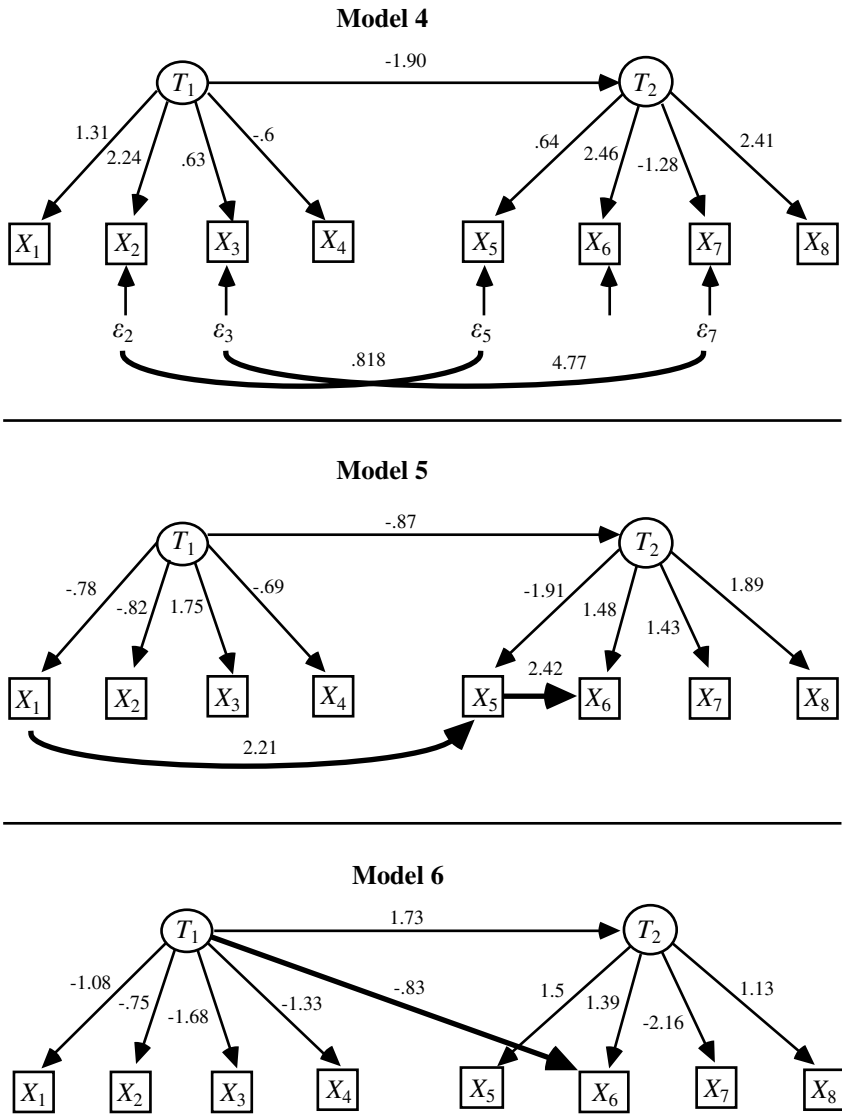 Model 4
-1.90
T1 T2
1.31 2.24 .63 -.6 .64 2.46 -1.28 2.41
X1 X2 X3 X4 X5 X6 X7 X8
ε2 ε3 ε5 ε7
.818 4.77
Model 5
-.87
T1 T2
-.78 -.82 1.75 -.69 -1.91 1.48 1.43 1.89
2.42
X1 X2 X3 X4 X5 X6 X7 X8
2.21
Model 6
1.73
T1 T2
-1.08 -.75 -1.68 -1.33 -.83 1.5 1.39 -2.16 1.13
X1 X2 X3 X4 X5 X6 X7 X8